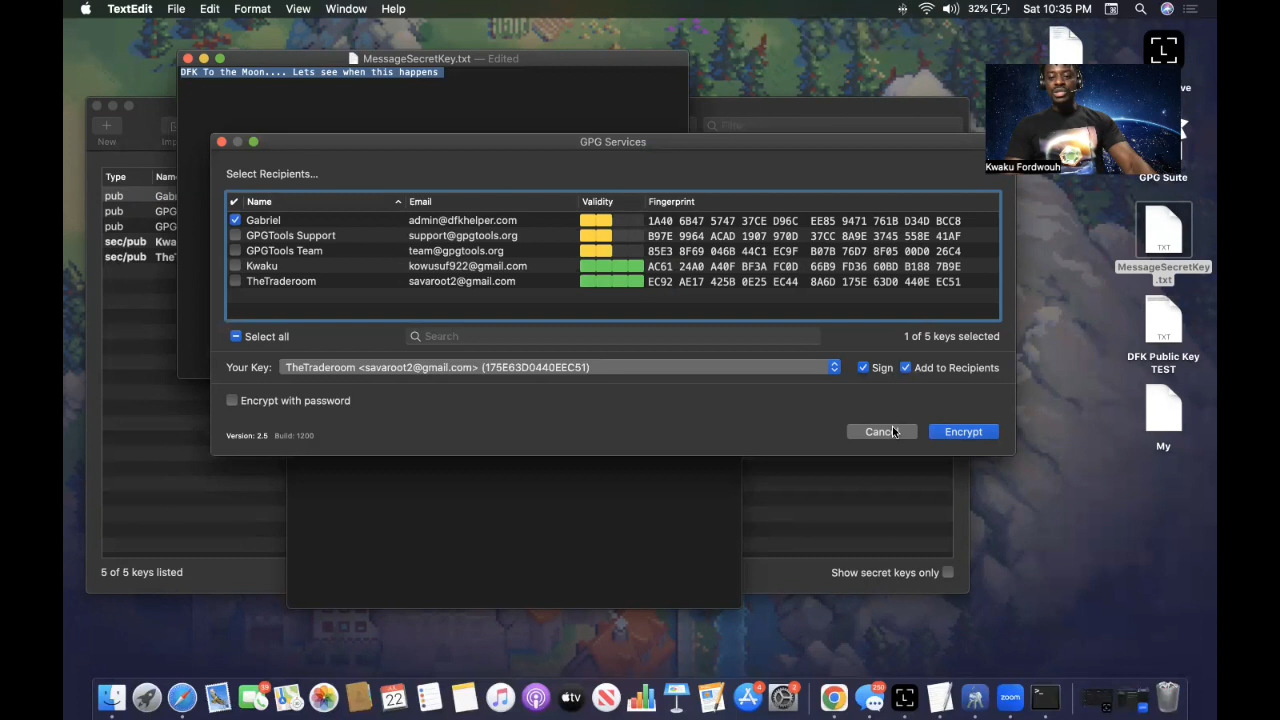 TextEdit File Edit Format View Window Help 32% Sat 10:35 PM
MessageSecretKey.txt — Edited
DFK To the Moon.... Lets see when this happens
L
Kwaku Fordwouh
GPG Suite
New
Filter
GPG Services
Select Recipients...
Type
pub
pub
pub
sec/pub
sec/pub
Name Email Validity Fingerprint
Gabriel admin@dfkhelper.com 1A40 6B47 5747 37CE D96C EE85 9471 761B D34D BCC8
GPGTools Support support@gpgtools.org B97E 9964 ACAD 1907 970D 37CC 8A9E 3745 558E 41AF
GPGTools Team team@gpgtools.org 85E3 8F69 046B 44C1 EC9F B07B 76D7 8F05 00D0 26C4
Kwaku kowusuf922@gmail.com AC61 24A0 A40F BF3A FC0D 66B9 FD36 60BD B188 7B9E
TheTraderoom savaroot2@gmail.com EC92 AE17 4258 0E25 EC44 8A6D 175E 63D0 440E EC51
Select all Search 1 of 5 keys selected
Your Key: TheTraderoom <savaroot2@gmail.com> (175E63D0440EEC51) Sign Add to Recipients
Encrypt with password
Version: 2.5 Build: 1200
Encrypt
5 of 5 keys listed
Show secret keys only
TXT
MessageSecretKey
.txt
TXT
DFK Public Key
TEST
My